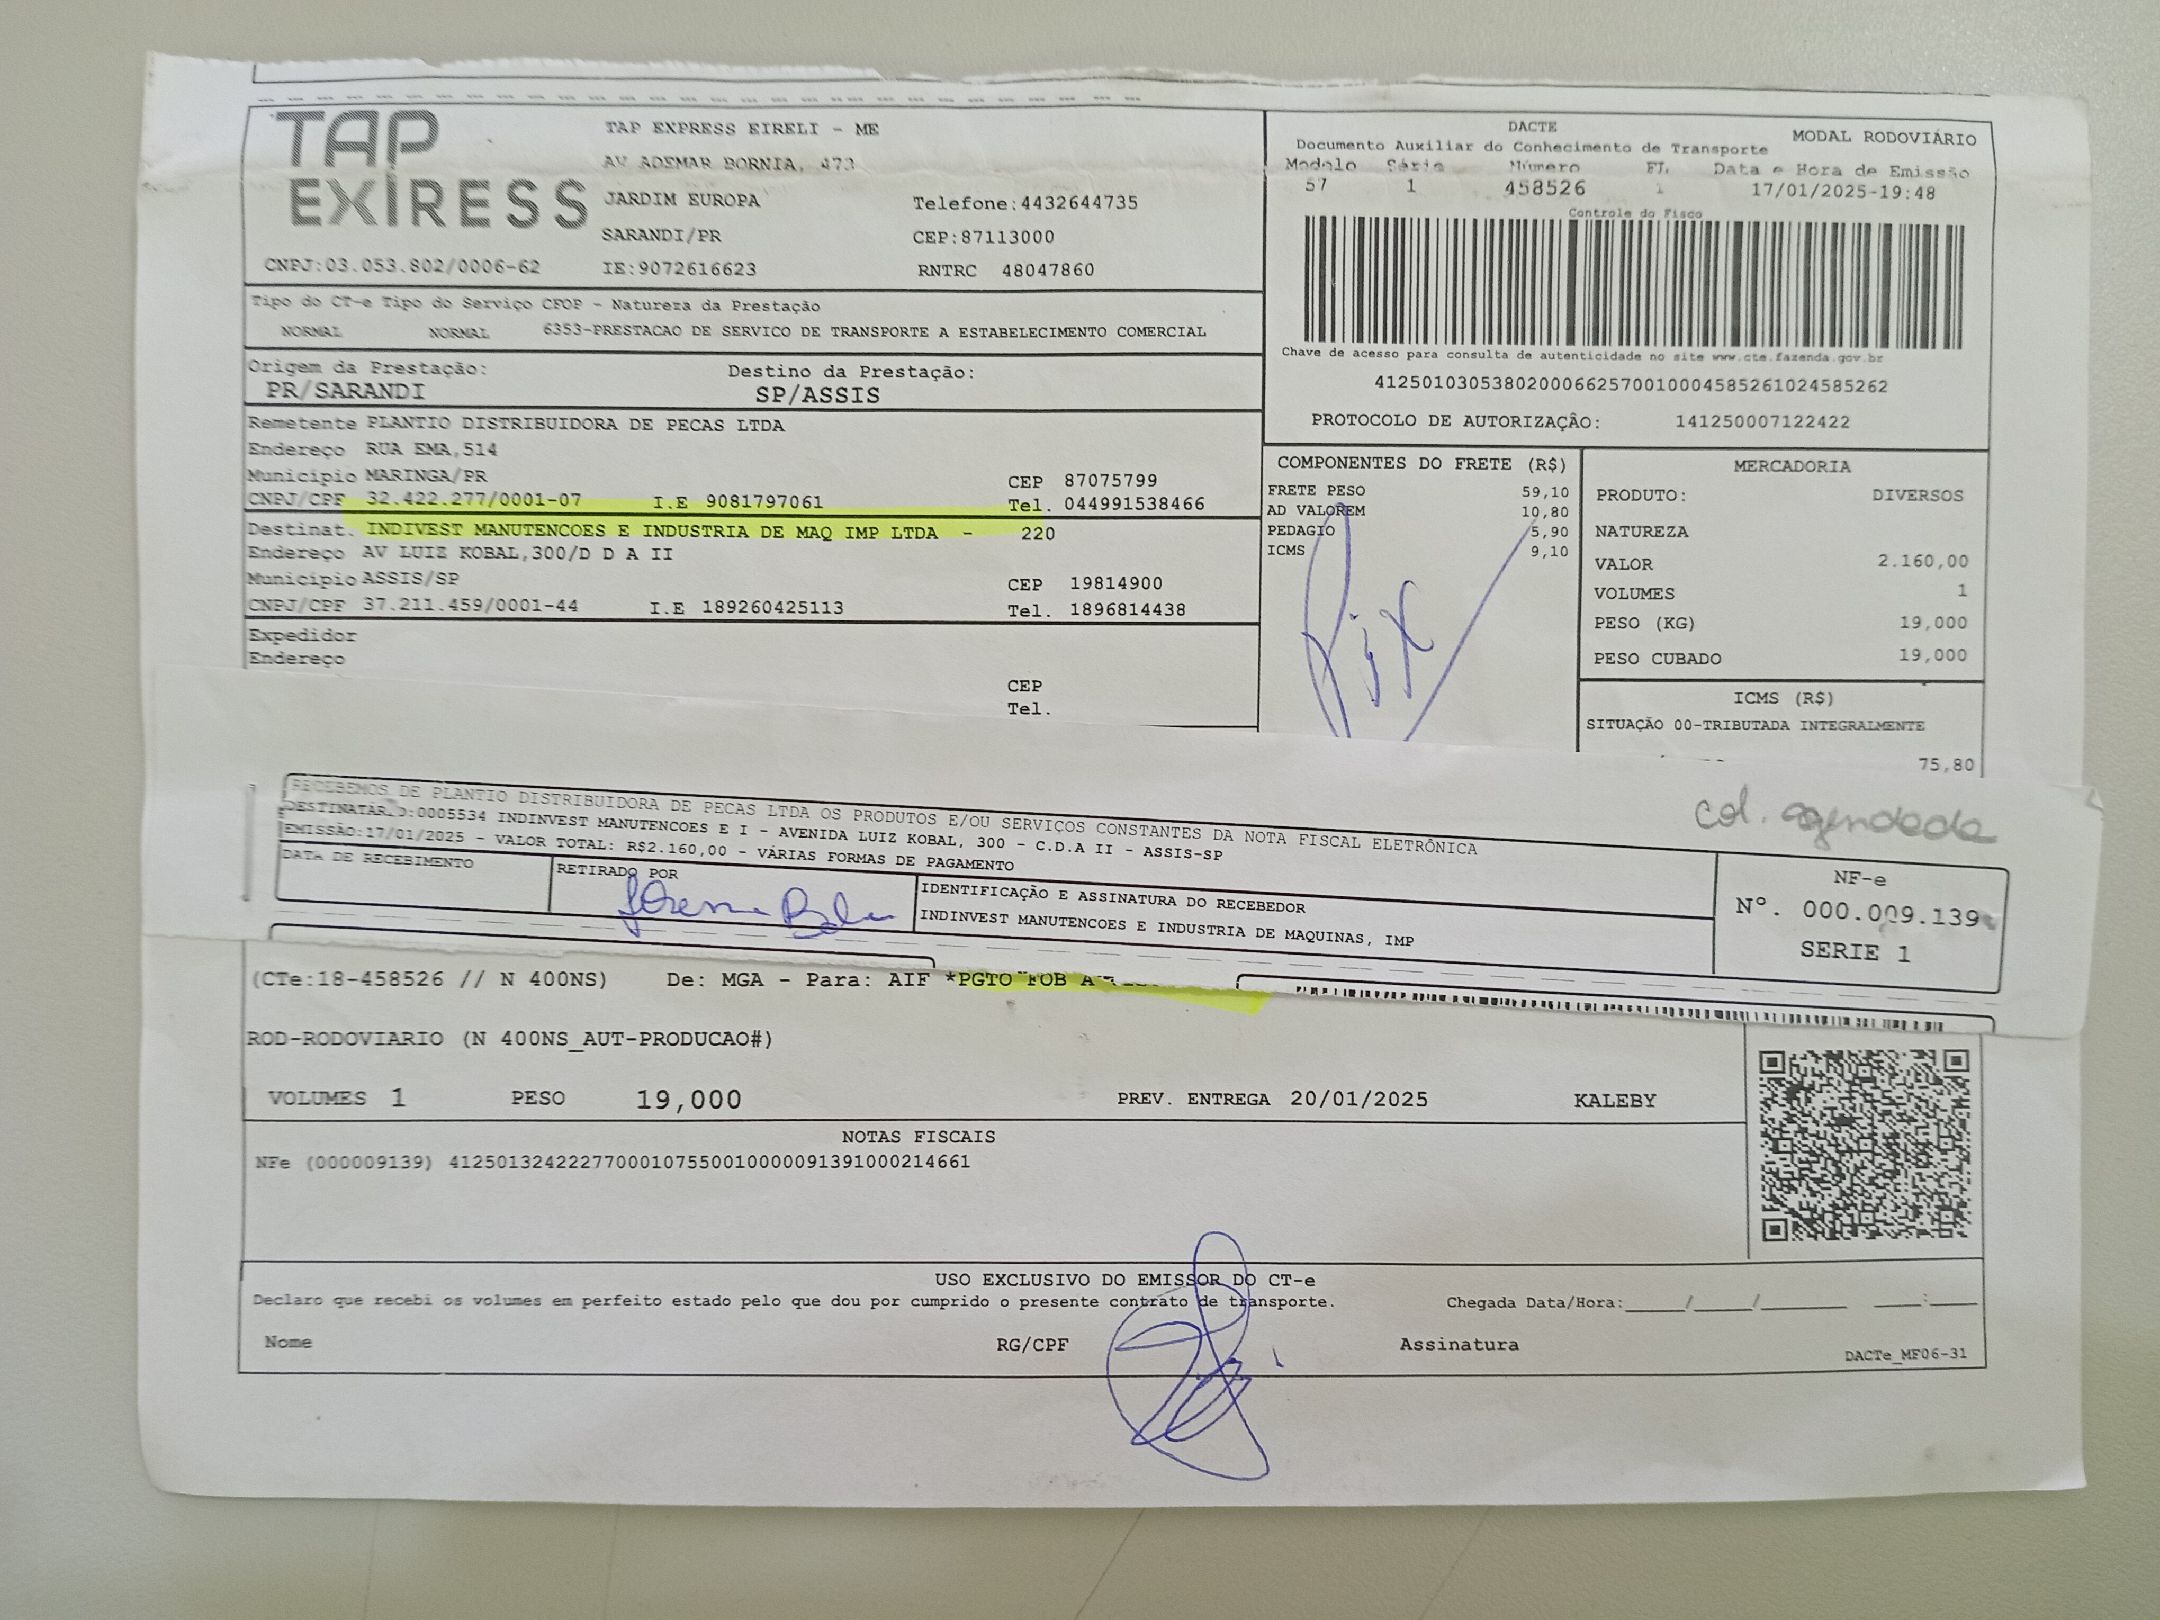 TAP EXPRESS EIRELI - ME
TAP
EXPRESS
AV ADEMAR BORNIA, 473
JARDIM EUROPA Telefone:4432644735
SARANDI/PR CEP:87113000
CNPJ:03.053.802/0006-62 IE:9072616623 RNTRC 48047860
DACTE MODAL RODOVIÁRIO
Documento Auxiliar do Conhecimento de Transporte
Modelo Série Número FL Data e Hora de Emissão
57 1 458526 1 17/01/2025-19:48
Controle do Fisco
Chave de acesso para consulta de autenticidade no site www.cte.fazenda.gov.br
41250103053802000662570010004585261024585262
PROTOCOLO DE AUTORIZAÇÃO: 141250007122422
Tipo do CT-e Tipo do Serviço CFOP - Natureza da Prestação
NORMAL NORMAL 6353-PRESTACAO DE SERVICO DE TRANSPORTE A ESTABELECIMENTO COMERCIAL
Origem da Prestação: Destino da Prestação:
PR/SARANDI SP/ASSIS
Remetente PLANTIO DISTRIBUIDORA DE PECAS LTDA
Endereço RUA EMA,514
Município MARINGA/PR CEP 87075799
CNPJ/CPF 32.422.277/0001-07 I.E 9081797061 Tel. 044991538466
Destinat. INDIVEST MANUTENCOES E INDUSTRIA DE MAQ IMP LTDA - 220
Endereço AV LUIZ KOBAL,300/D D A II
Município ASSIS/SP CEP 19814900
CNPJ/CPF 37.211.459/0001-44 I.E 189260425113 Tel. 1896814438
Expedidor
Endereço
CEP
Tel.
COMPONENTES DO FRETE (R$)
FRETE PESO 59,10
AD VALOREM 10,80
PEDAGIO 5,90
ICMS 9,10
Pix
MERCADORIA
PRODUTO: DIVERSOS
NATUREZA
VALOR 2.160,00
VOLUMES 1
PESO (KG) 19,000
PESO CUBADO 19,000
ICMS (R$)
SITUAÇÃO 00-TRIBUTADA INTEGRALMENTE
75,80
col. agendada
RECEBEMOS DE PLANTIO DISTRIBUIDORA DE PECAS LTDA OS PRODUTOS E/OU SERVIÇOS CONSTANTES DA NOTA FISCAL ELETRÔNICA
DESTINATÁRIO:0005534 INDINVEST MANUTENCOES E I - AVENIDA LUIZ KOBAL, 300 - C.D.A II - ASSIS-SP
EMISSÃO:17/01/2025 - VALOR TOTAL: R$2.160,00 - VÁRIAS FORMAS DE PAGAMENTO
DATA DE RECEBIMENTO
RETIRADO POR
IDENTIFICAÇÃO E ASSINATURA DO RECEBEDOR
INDINVEST MANUTENCOES E INDUSTRIA DE MAQUINAS, IMP
NF-e
Nº. 000.009.139
SERIE 1
(CTe:18-458526 // N 400NS) De: MGA - Para: AIF *PGTO FOB A
ROD-RODOVIARIO (N 400NS_AUT-PRODUCAO#)
VOLUMES 1 PESO 19,000 PREV. ENTREGA 20/01/2025 KALEBY
NOTAS FISCAIS
NFe (000009139) 41250132422277000107550010000091391000214661
USO EXCLUSIVO DO EMISSOR DO CT-e
Declaro que recebi os volumes em perfeito estado pelo que dou por cumprido o presente contrato de transporte. Chegada Data/Hora:____/____/______ ___:___
Nome RG/CPF Assinatura
DACTe_MF06-31